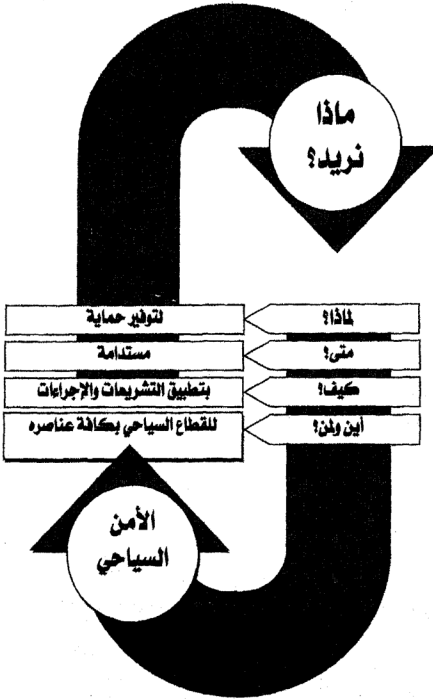 ماذا
نريد؟
لماذا؟
لتوفير حماية
متى؟
مستدامة
كيف؟
بتطبيق التشريعات والإجراءات
أين ولمن؟
للقطاع السياحي بكافة عناصره
الأمن
السياحي